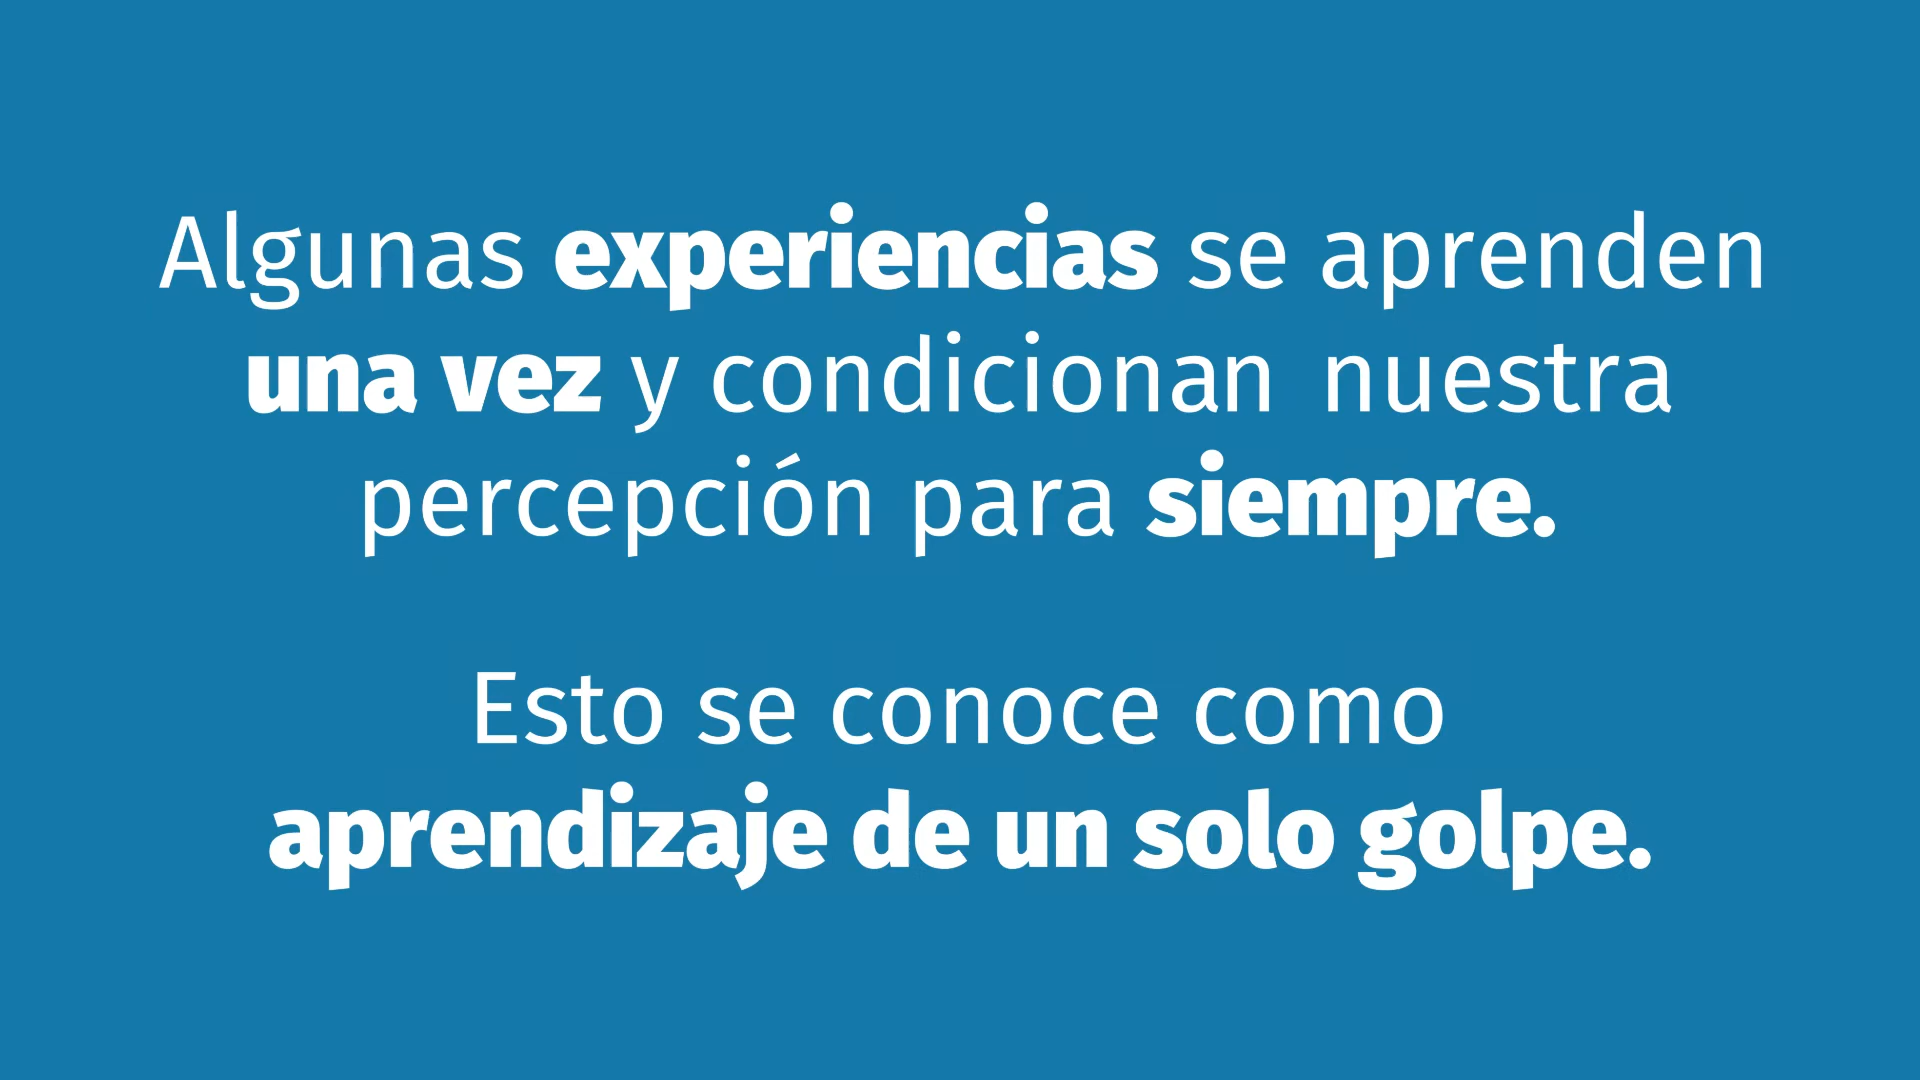 Algunas experiencias se aprenden
una vez y condicionan nuestra
percepción para siempre.
Esto se conoce como
aprendizaje de un solo golpe.